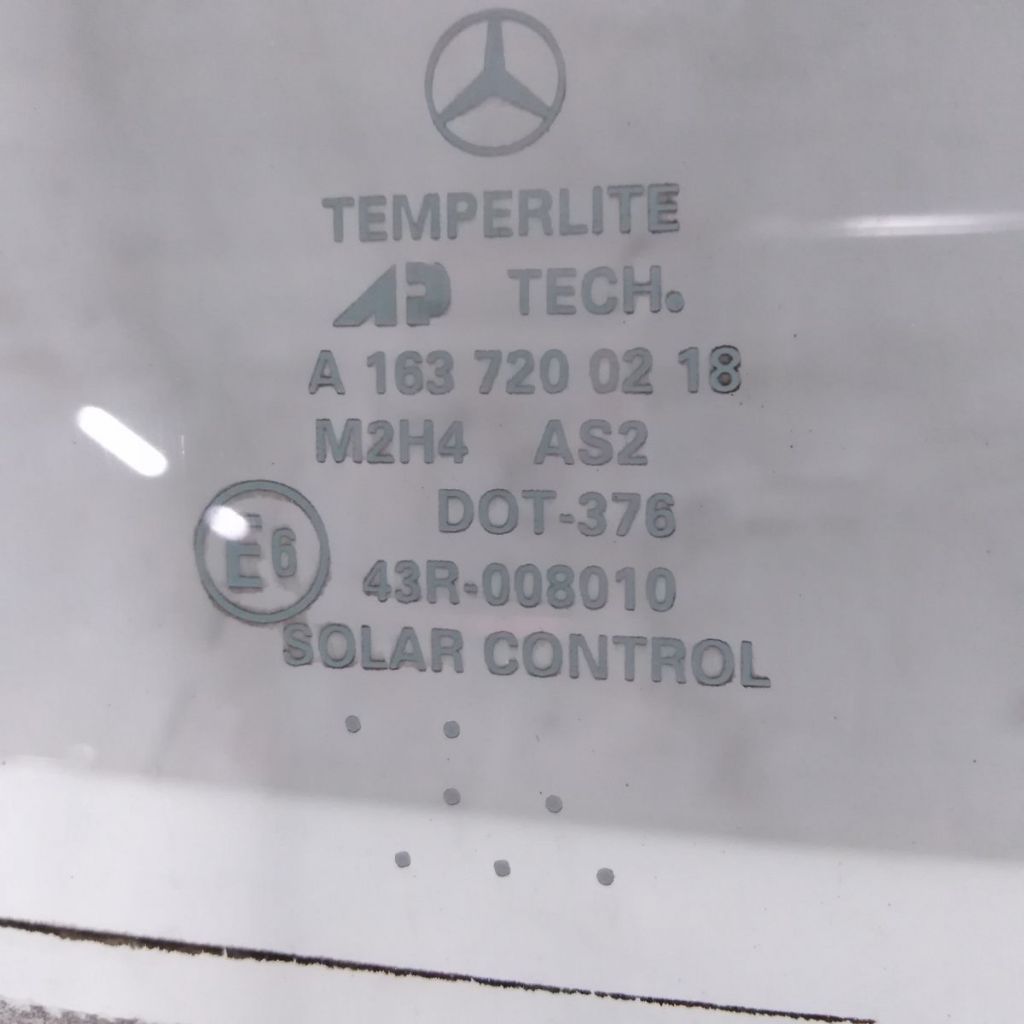 TEMPERLITE
AP TECH.
A 163 720 02 18
M2H4 AS2
DOT-376
E6 43R-008010
SOLAR CONTROL